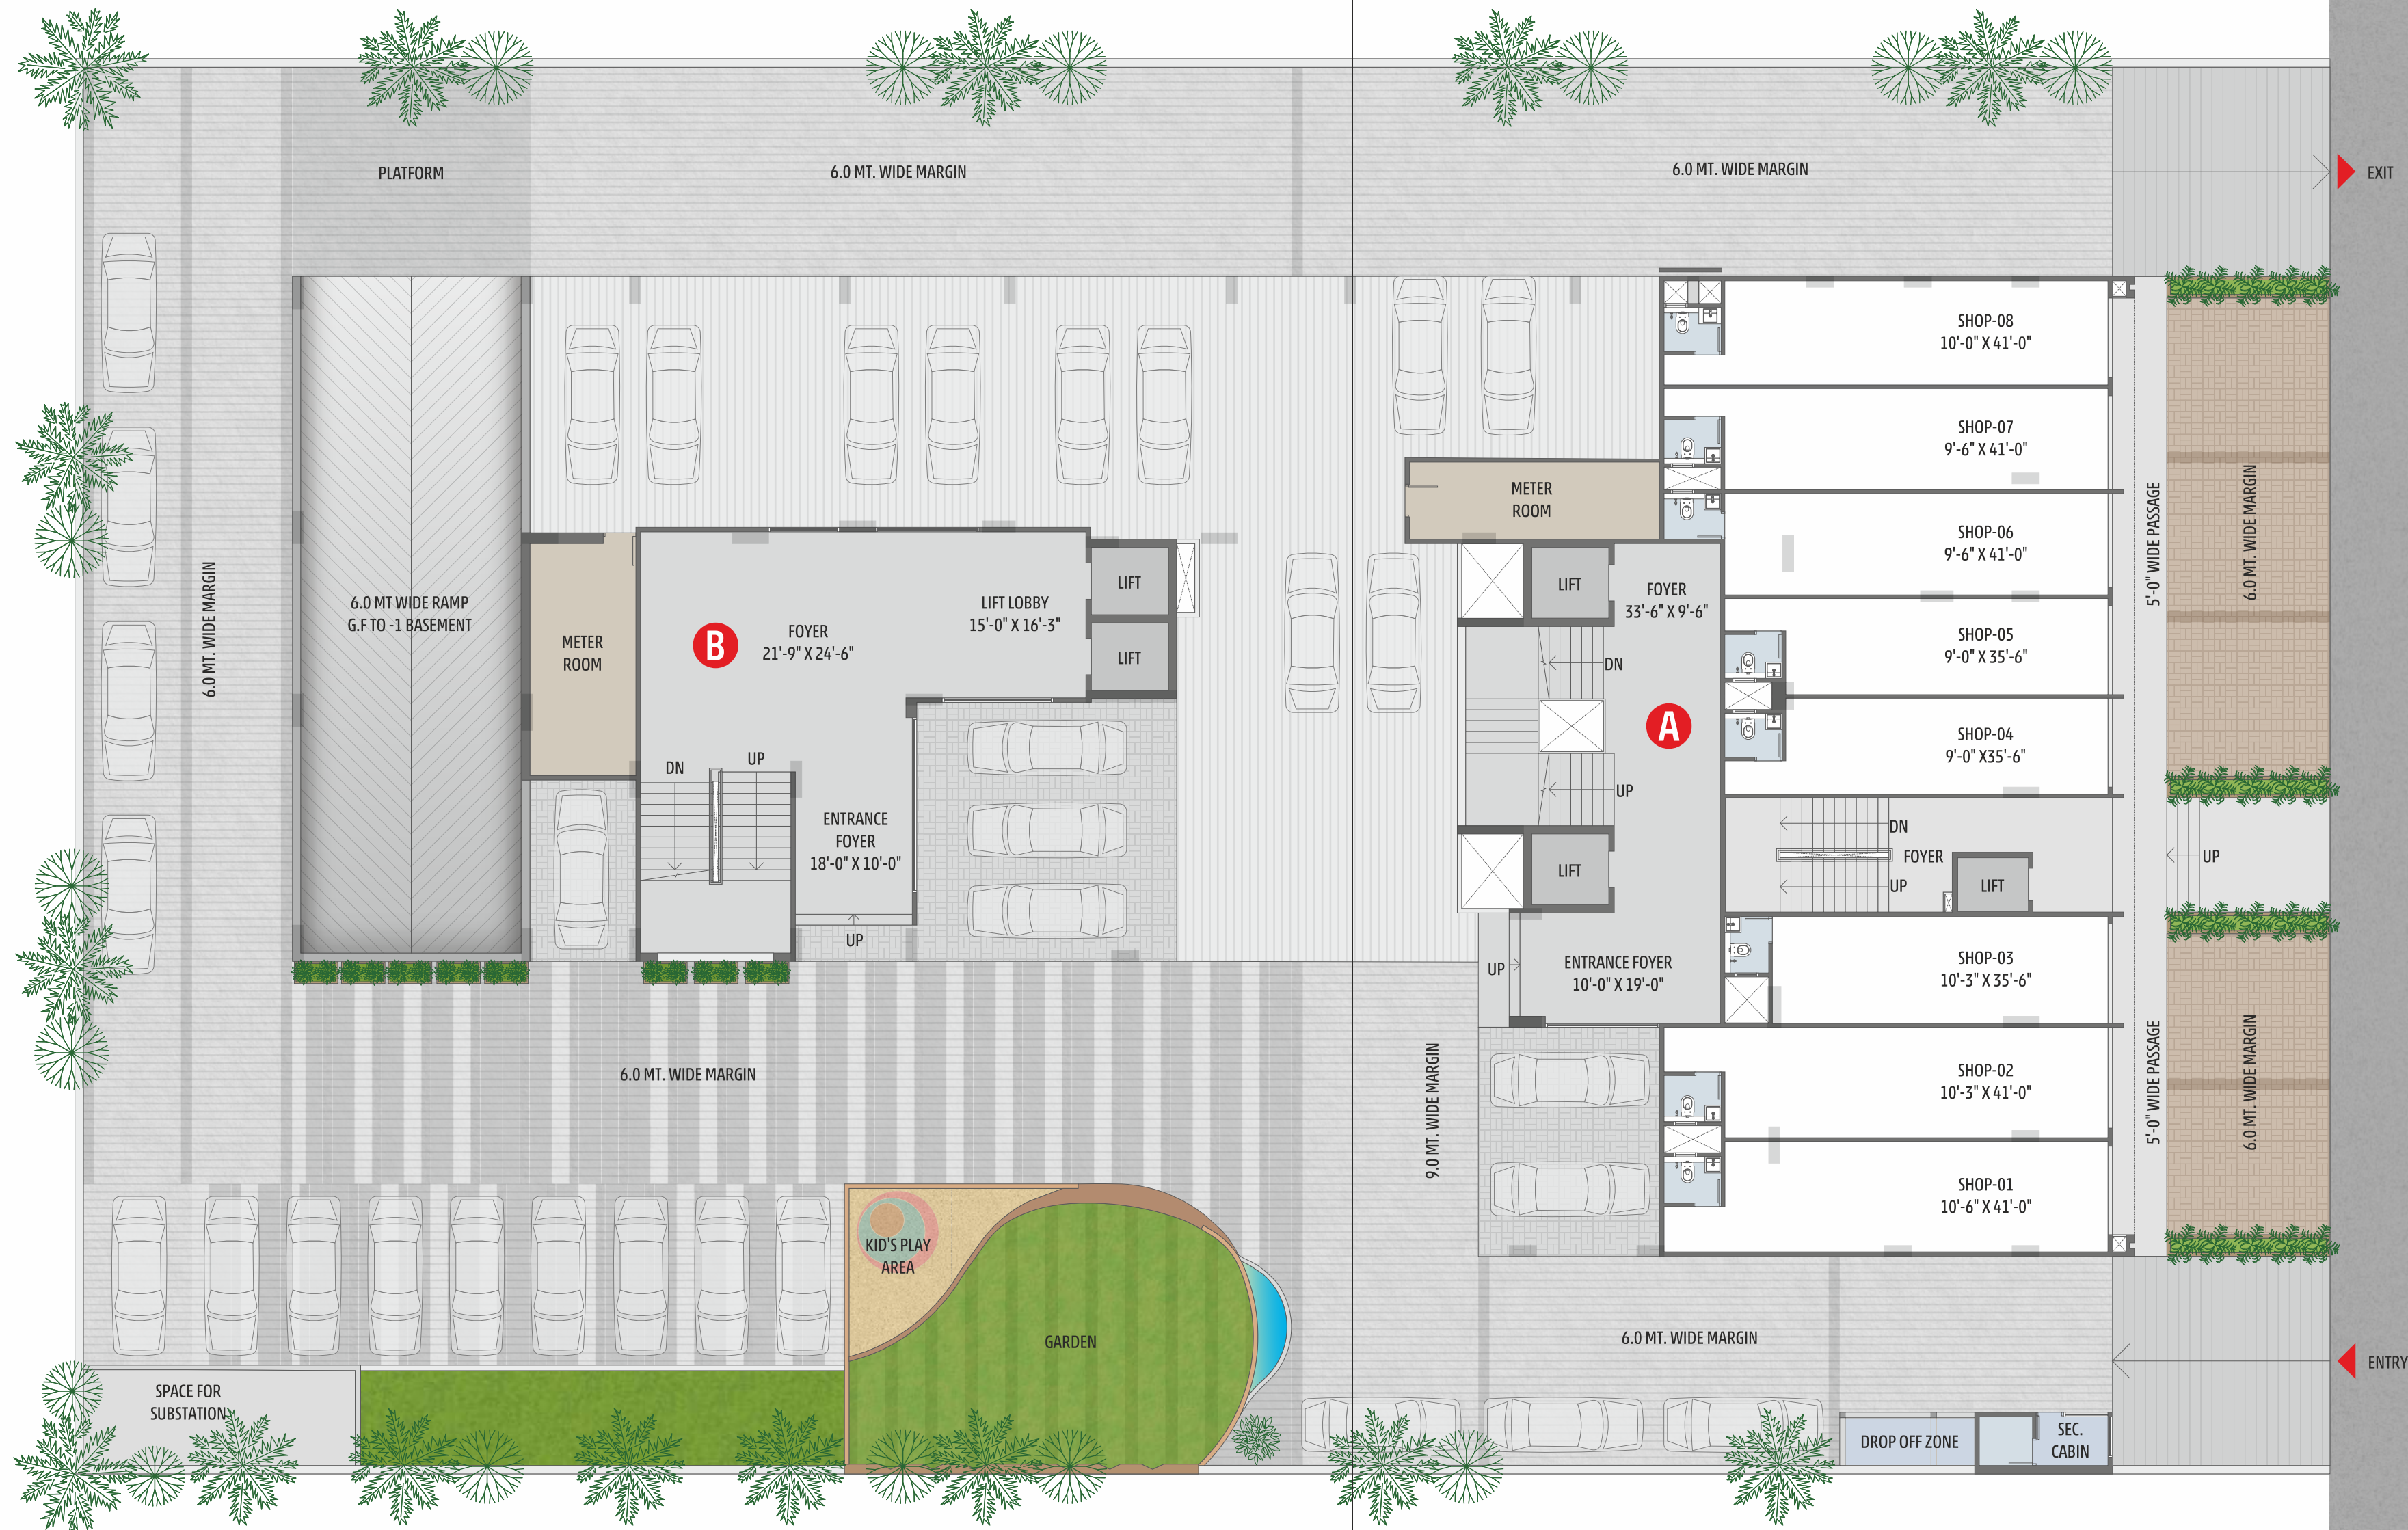 PLATFORM
6.0 MT. WIDE MARGIN
6.0 MT. WIDE MARGIN
EXIT
SHOP-08
10'-0" X 41'-0"
SHOP-07
9'-6" X 41'-0"
METER
ROOM
SHOP-06
9'-6" X 41'-0"
5'-0" WIDE PASSAGE
6.0 MT. WIDE MARGIN
6.0 MT. WIDE MARGIN
6.0 MT WIDE RAMP
G.F TO -1 BASEMENT
METER
ROOM
B
FOYER
21'-9" X 24'-6"
LIFT LOBBY
15'-0" X 16'-3"
LIFT
LIFT
LIFT
FOYER
33'-6" X 9'-6"
DN
A
UP
SHOP-05
9'-0" X 35'-6"
SHOP-04
9'-0" X35'-6"
DN
UP
ENTRANCE
FOYER
18'-0" X 10'-0"
UP
LIFT
DN
FOYER
UP
LIFT
UP
UP
ENTRANCE FOYER
10'-0" X 19'-0"
SHOP-03
10'-3" X 35'-6"
6.0 MT. WIDE MARGIN
9.0 MT. WIDE MARGIN
SHOP-02
10'-3" X 41'-0"
5'-0" WIDE PASSAGE
6.0 MT. WIDE MARGIN
SHOP-01
10'-6" X 41'-0"
KID'S PLAY
AREA
GARDEN
6.0 MT. WIDE MARGIN
ENTRY
SPACE FOR
SUBSTATION
DROP OFF ZONE
SEC.
CABIN